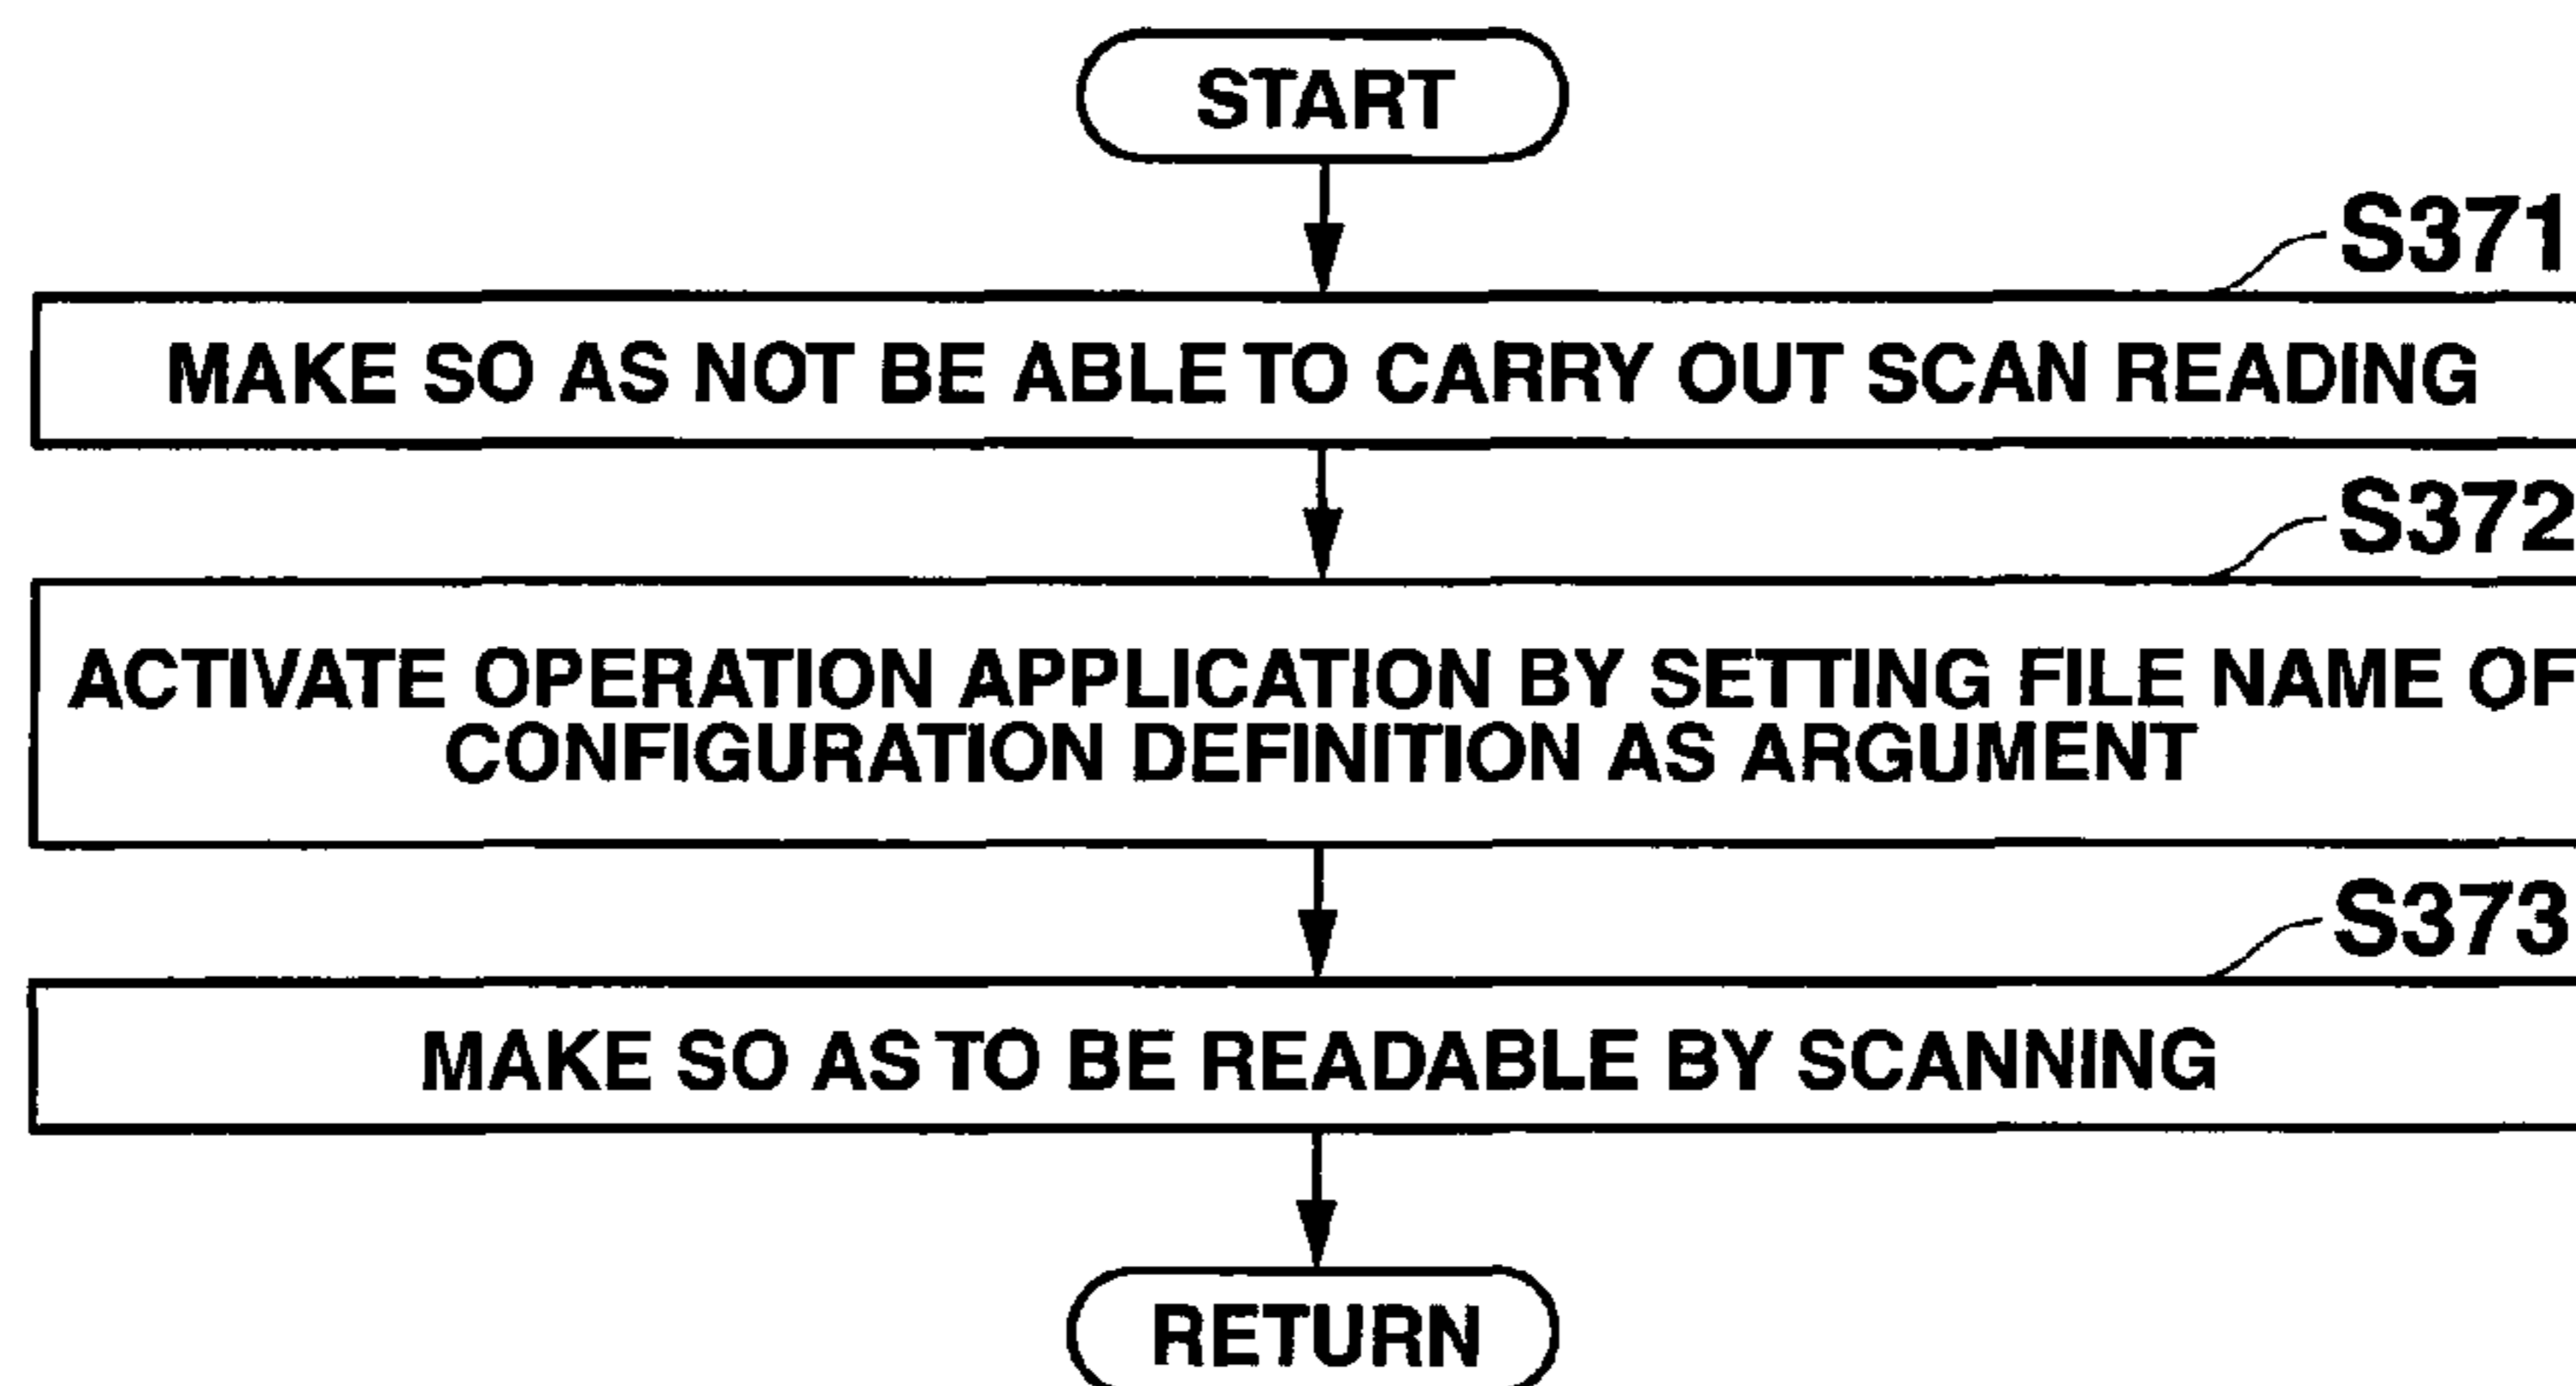 START
S371
MAKE SO AS NOT BE ABLE TO CARRY OUT SCAN READING
S372
ACTIVATE OPERATION APPLICATION BY SETTING FILE NAME OF
CONFIGURATION DEFINITION AS ARGUMENT
S373
MAKE SO AS TO BE READABLE BY SCANNING
RETURN